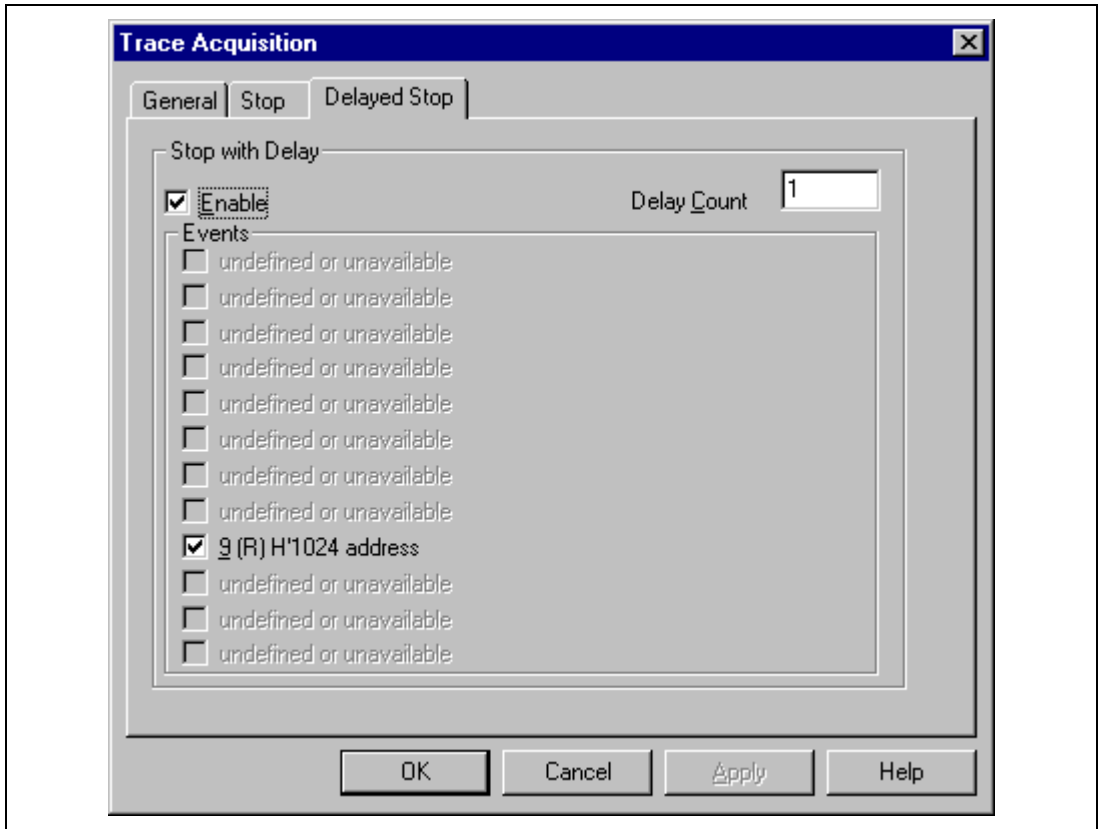 Trace Acquisition
General Stop Delayed Stop
Stop with Delay
Enable Delay Count 1
Events
undefined or unavailable
undefined or unavailable
undefined or unavailable
undefined or unavailable
undefined or unavailable
undefined or unavailable
undefined or unavailable
undefined or unavailable
9 (R) H'1024 address
undefined or unavailable
undefined or unavailable
undefined or unavailable
OK Cancel Apply Help